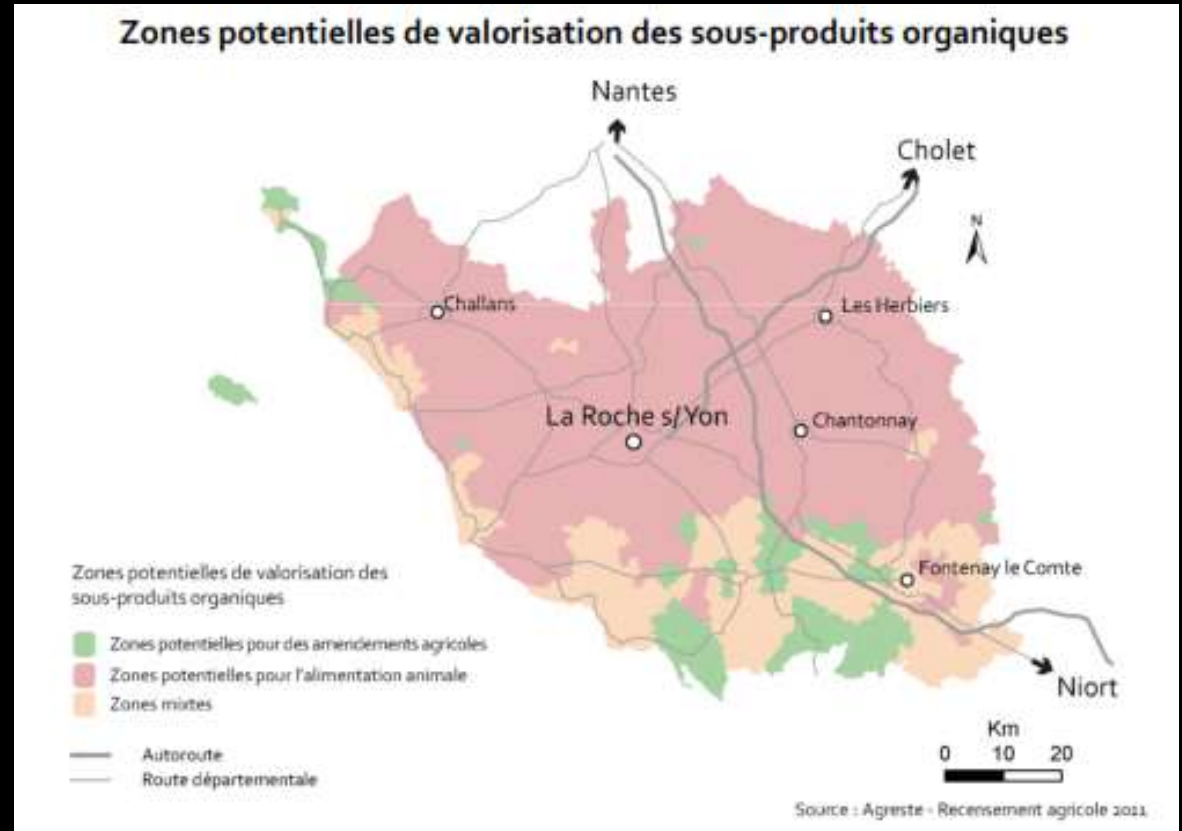 Zones potentielles de valorisation des sous-produits organiques
Nantes
Cholet
N
Challans
Les Herbiers
La Roche s/Yon
Chantonnay
Fontenay le Comte
Niort
Zones potentielles de valorisation des
sous-produits organiques
Zones potentielles pour des amendements agricoles
Zones potentielles pour l'alimentation animale
Zones mixtes
Autoroute
Route départementale
Km
0 10 20
Source : Agreste - Recensement agricole 2011